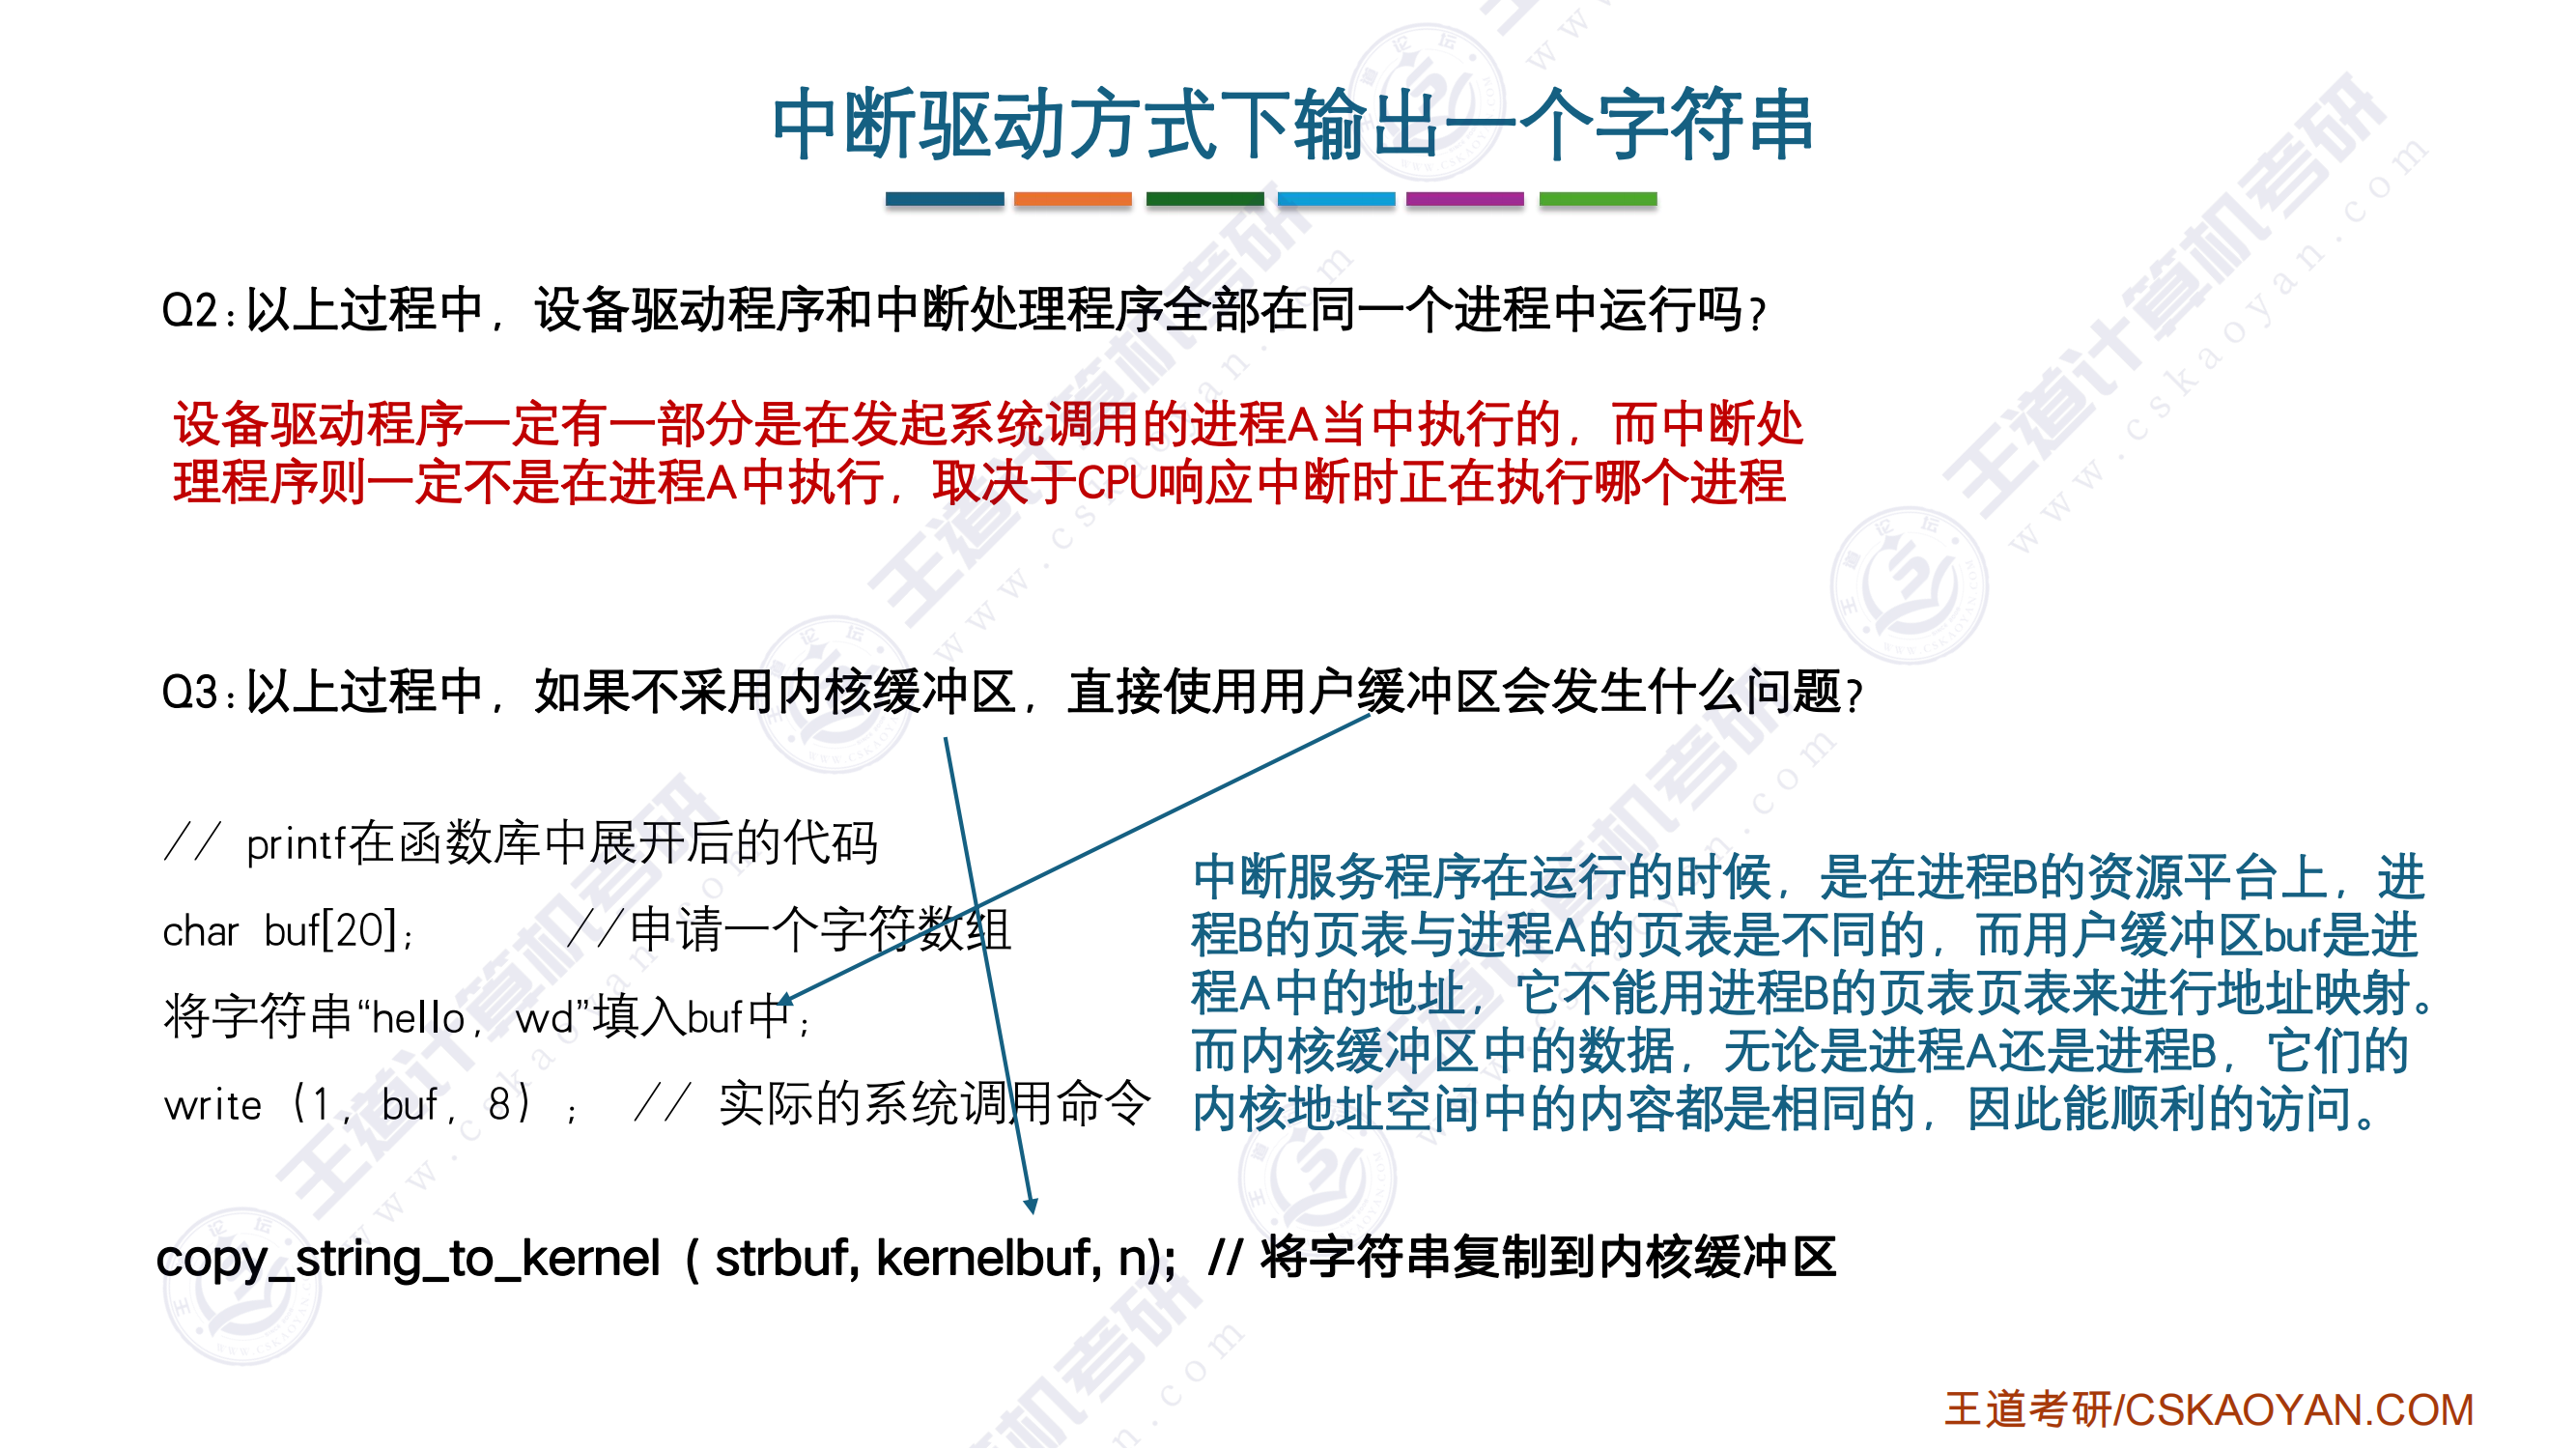 中断驱动方式下输出一个字符串
Q2：以上过程中，设备驱动程序和中断处理程序全部在同一个进程中运行吗？
设备驱动程序一定有一部分是在发起系统调用的进程A当中执行的，而中断处
理程序则一定不是在进程A中执行，取决于CPU响应中断时正在执行哪个进程
Q3：以上过程中，如果不采用内核缓冲区，直接使用用户缓冲区会发生什么问题？
// printf在函数库中展开后的代码
char buf[20]; //申请一个字符数组
将字符串“hello，wd”填入buf中；
write（1，buf，8）； // 实际的系统调用命令
中断服务程序在运行的时候，是在进程B的资源平台上，进
程B的页表与进程A的页表是不同的，而用户缓冲区buf是进
程A中的地址，它不能用进程B的页表页表来进行地址映射。
而内核缓冲区中的数据，无论是进程A还是进程B，它们的
内核地址空间中的内容都是相同的，因此能顺利的访问。
copy_string_to_kernel ( strbuf, kernelbuf, n); // 将字符串复制到内核缓冲区
王道考研/CSKAOYAN.COM
王道计算机考研
www.cskaoyan.com